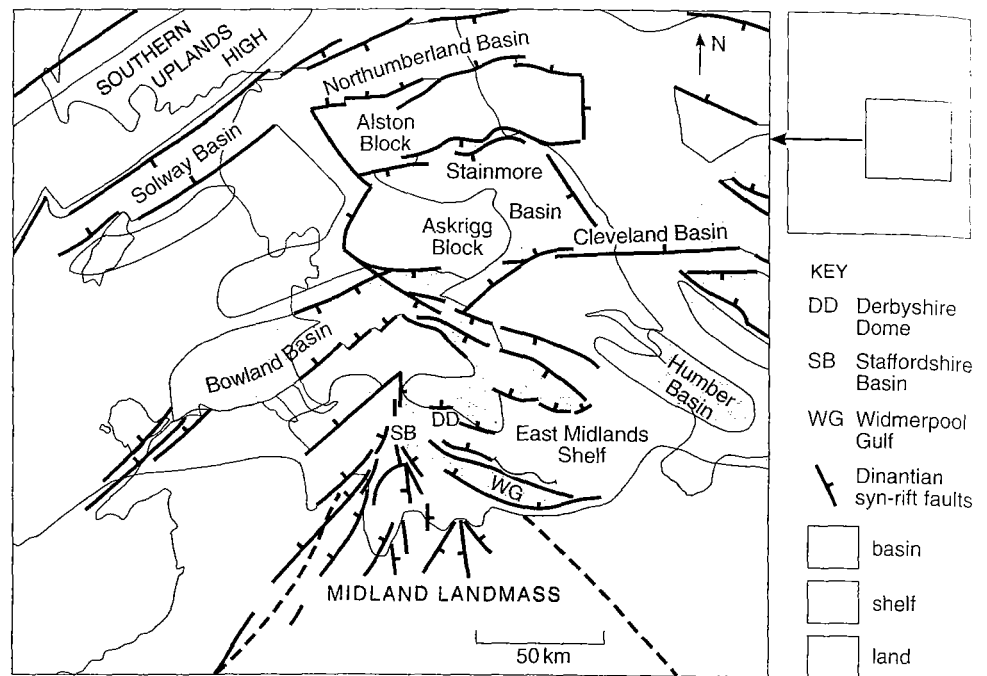 SOUTHERN
UPLANDS
HIGH
Northumberland Basin
N
Alston
Block
Solway Basin
Stainmore
Basin
Askrigg
Block
Cleveland Basin
Bowland Basin
Humber
Basin
DD
SB
East Midlands
Shelf
WG
MIDLAND LANDMASS
50 km
KEY
DD Derbyshire
Dome
SB Staffordshire
Basin
WG Widmerpool
Gulf
Dinantian
syn-rift faults
basin
shelf
land